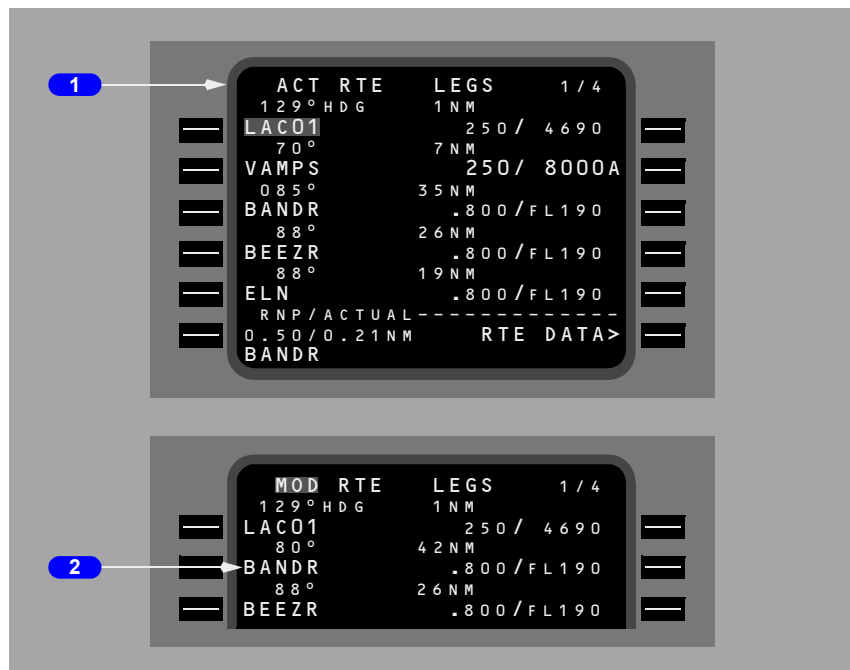 1
ACT RTE LEGS 1/4
129°HDG 1NM
LACO1 250/ 4690
70° 7NM
VAMPS 250/ 8000A
085° 35NM
BANDR .800/FL190
88° 26NM
BEEZR .800/FL190
88° 19NM
ELN .800/FL190
RNP/ACTUAL--------------
0.50/0.21NM RTE DATA>
BANDR
MOD RTE LEGS 1/4
129°HDG 1NM
LACO1 250/ 4690
80° 42NM
2
BANDR .800/FL190
88° 26NM
BEEZR .800/FL190